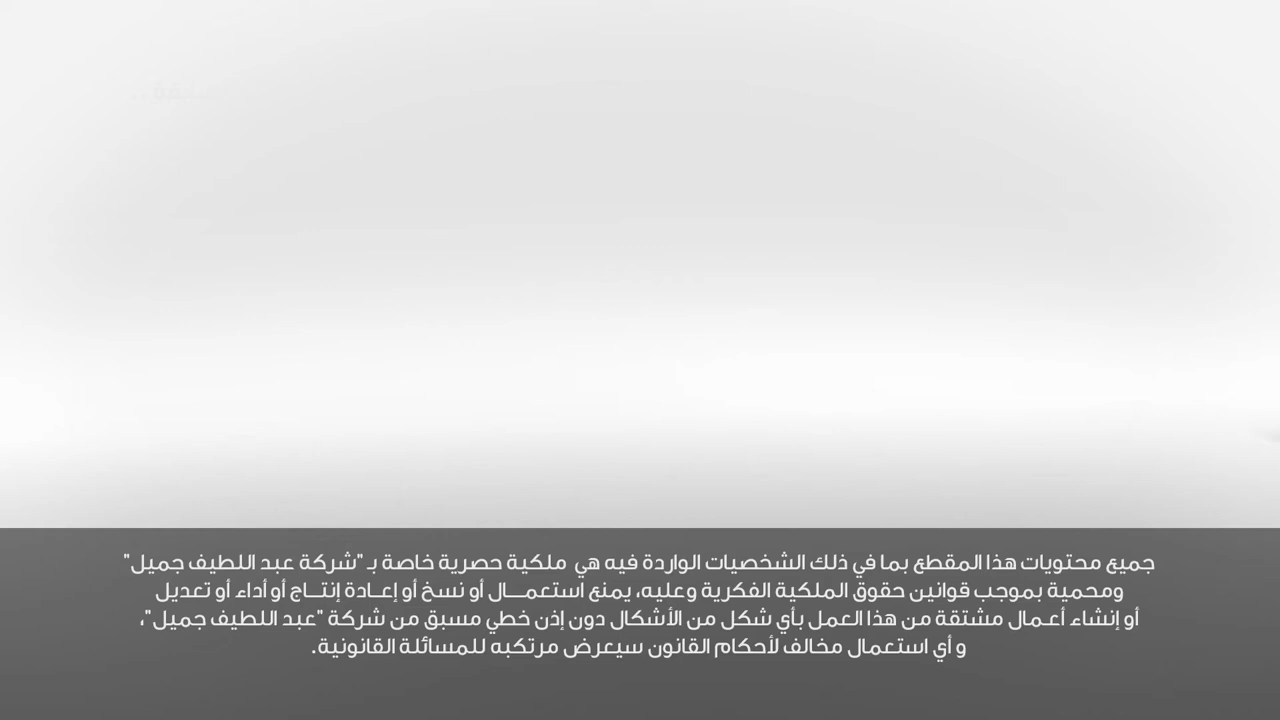 جميع محتويات هذا المقطع بما في ذلك الشخصيات الواردة فيه هي ملكية حصرية خاصة بـ "شركة عبد اللطيف جميل"
ومحمية بموجب قوانين حقوق الملكية الفكرية وعليه، يمنع استعمـــال أو نسخ أو إعــادة إنتـــاج أو أداء أو تعديل
أو إنشاء أعـمال مشتقة من هذا العمل بأي شكل من الأشكال دون إذن خطي مسبق من شركة "عبد اللطيف جميل"،
و أي استعمال مخالف لأحكام القانون سيعرض مرتكبه للمسائلة القانونية.